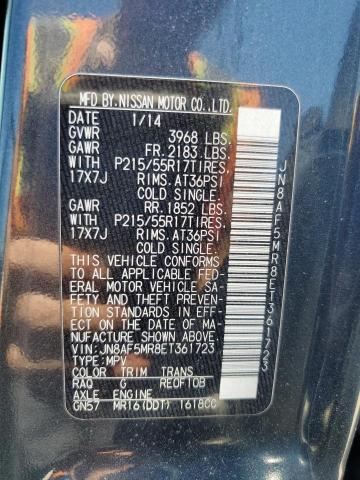 MFD BY.NISSAN MOTOR CO.,LTD.
DATE 1/14
GVWR 3968 LBS.
GAWR FR.2183 LBS.
WITH P215/55R17TIRES,
17X7J RIMS.AT36PSI
COLD SINGLE.
GAWR RR.1852 LBS.
WITH P215/55R17TIRES,
17X7J RIMS.AT36PSI
COLD SINGLE.
THIS VEHICLE CONFORMS
TO ALL APPLICABLE FED-
ERAL MOTOR VEHICLE SA-
FETY AND THEFT PREVENTION
STANDARDS IN EFF-
ECT ON THE DATE OF MA-
NUFACTURE SHOWN ABOVE.
VIN:JN8AF5MR8ET361723
TYPE:MPV
COLOR TRIM TRANS
RAQ G RE0F10B
AXLE ENGINE
GN57 MR16(DDT) 1618CC
JN8AF5MR8ET361723